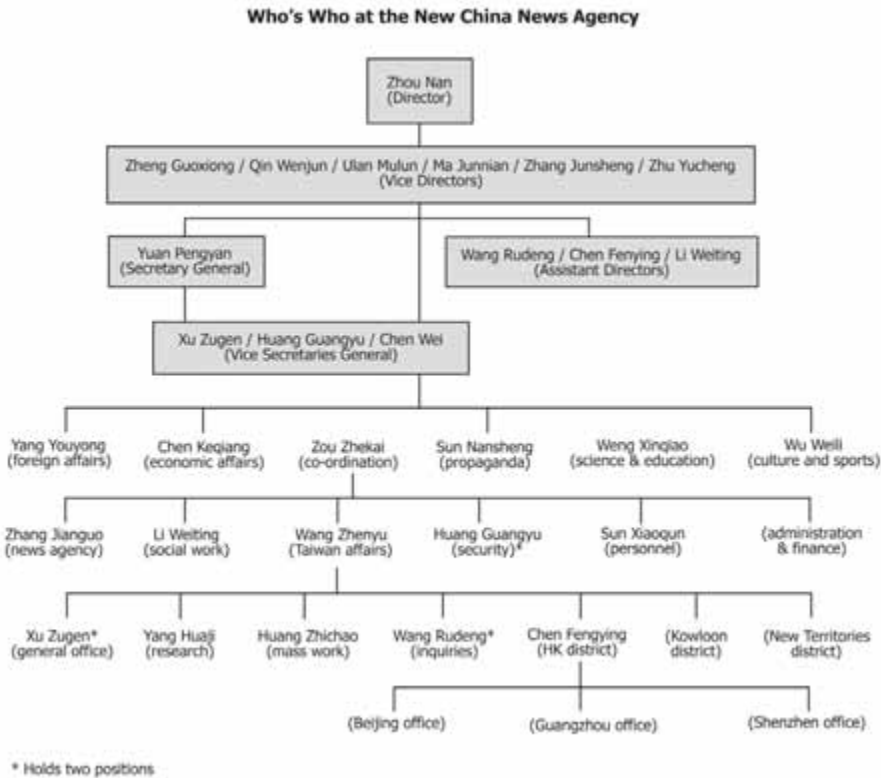 Who's Who at the New China News Agency
Zhou Nan
(Director)
Zheng Guoxiong / Qin Wenjun / Ulan Mulun / Ma Junnian / Zhang Junsheng / Zhu Yucheng
(Vice Directors)
Yuan Pengyan
(Secretary General)
Wang Rudeng / Chen Fenying / Li Weiting
(Assistant Directors)
Xu Zugen / Huang Guangyu / Chen Wei
(Vice Secretaries General)
Yang Youyong
(foreign affairs)
Chen Keqiang
(economic affairs)
Zou Zhekai
(co-ordination)
Sun Nansheng
(propaganda)
Weng Xinqiao
(science & education)
Wu Weili
(culture and sports)
Zhang Jianguo
(news agency)
Li Weiting
(social work)
Wang Zhenyu
(Taiwan affairs)
Huang Guangyu
(security)*
Sun Xiaoqun
(personnel)
(administration
& finance)
Xu Zugen*
(general office)
Yang Huaji
(research)
Huang Zhichao
(mass work)
Wang Rudeng*
(inquiries)
Chen Fengying
(HK district)
(Kowloon
district)
(New Territories
district)
(Beijing office)
(Guangzhou office)
(Shenzhen office)
* Holds two positions